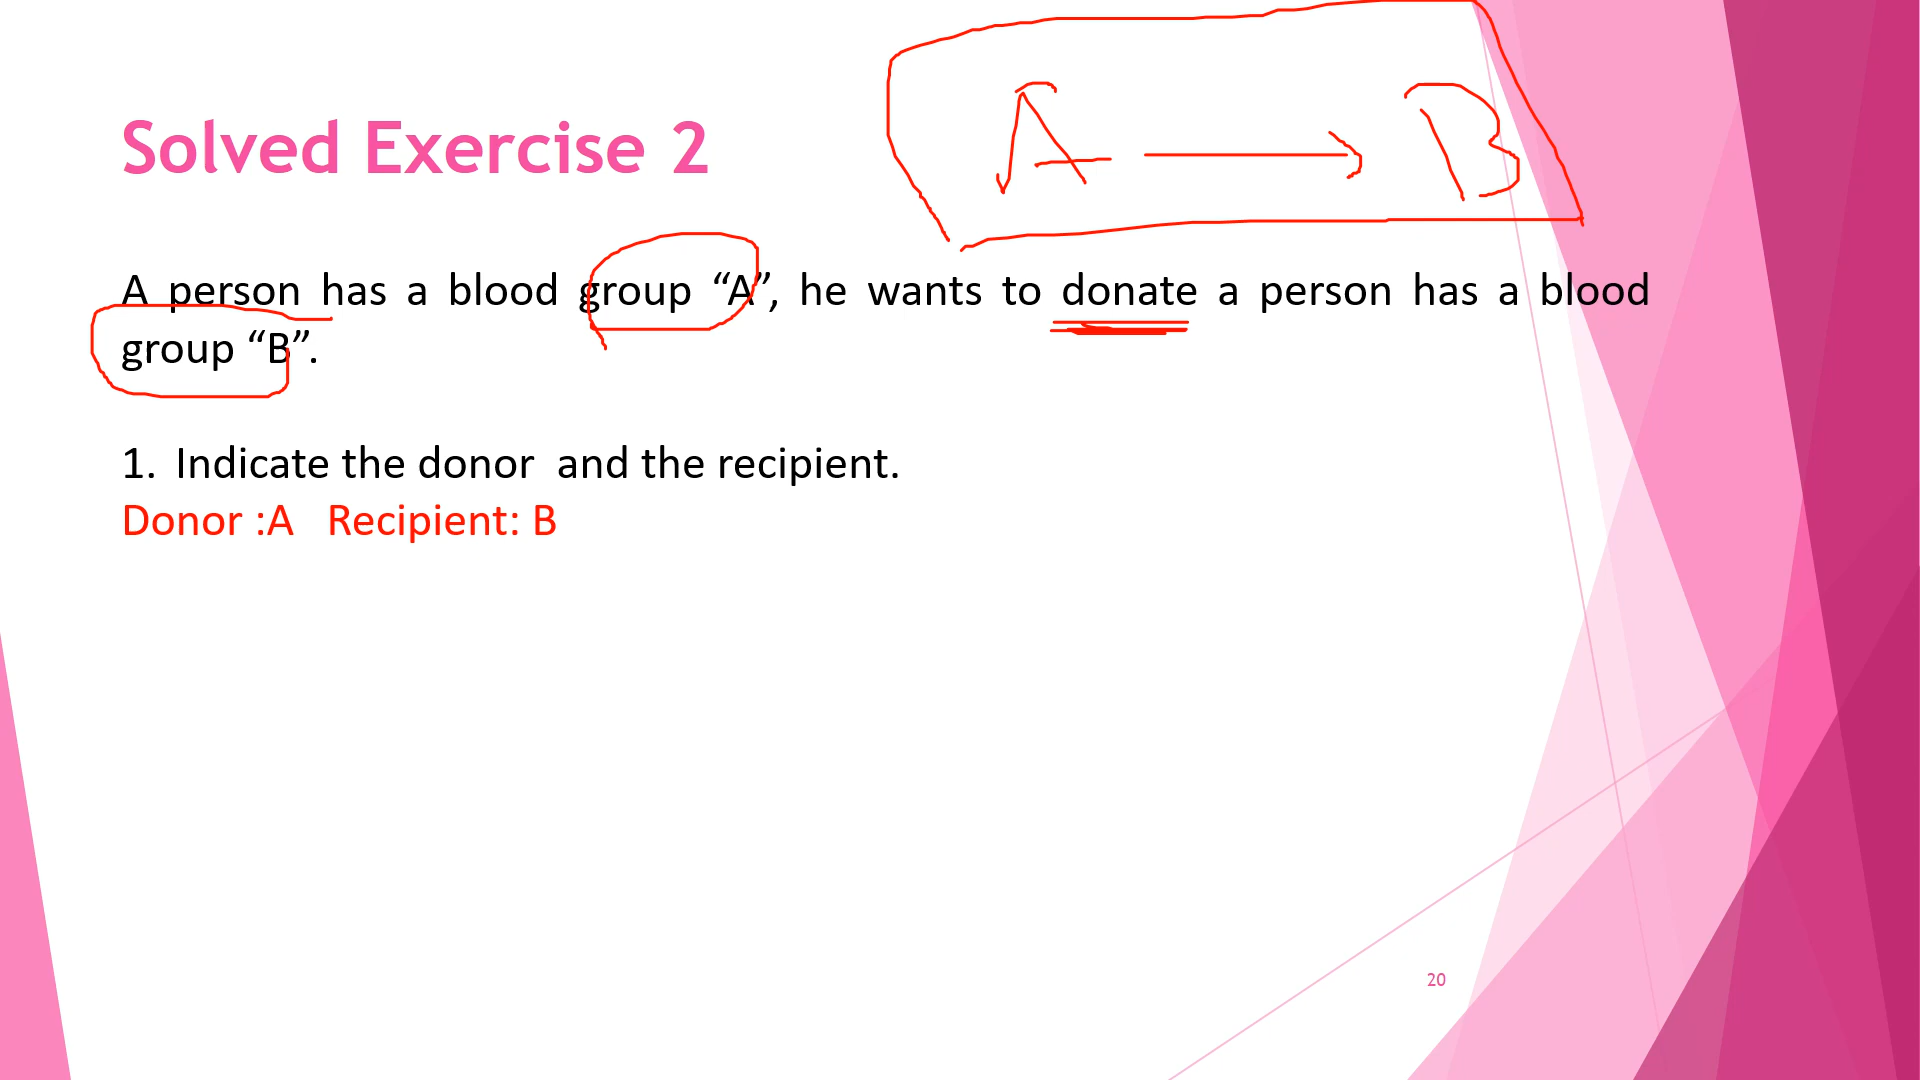 A → B
Solved Exercise 2
A person has a blood group “A”, he wants to donate a person has a blood
group “B”.
1. Indicate the donor and the recipient.
Donor :A Recipient: B
20